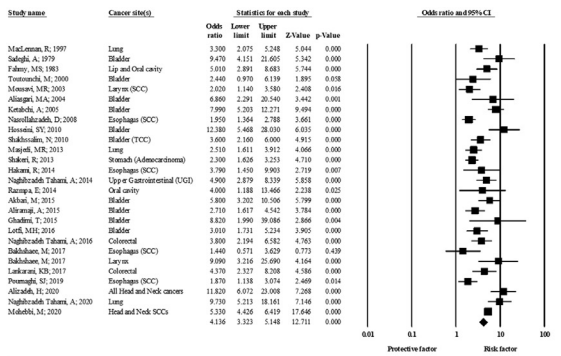 Study name Cancer site(s) Statistics for each study Odds ratio and 95% CI
Odds ratio Lower limit Upper limit Z-Value p-Value
MacLennan, R; 1997 Lung 3.300 2.075 5.248 5.044 0.000
Sadeghi, A; 1979 Bladder 9.470 4.151 21.605 5.342 0.000
Fahmy, MS; 1983 Lip and Oral cavity 5.010 2.891 8.683 5.744 0.000
Toutounchi, M; 2000 Bladder 2.440 0.970 6.139 1.895 0.058
Mousavi, MR; 2003 Larynx (SCC) 2.020 1.140 3.580 2.408 0.016
Aliasgari, MA; 2004 Bladder 6.860 2.291 20.540 3.442 0.001
Ketabchi, A; 2005 Bladder 7.990 5.203 12.271 9.494 0.000
Nasrollahzadeh, D; 2008 Esophagus (SCC) 1.950 1.364 2.788 3.661 0.000
Hosseini, SY; 2010 Bladder 12.380 5.468 28.030 6.035 0.000
Shakhssalim, N; 2010 Bladder (TCC) 3.600 2.160 6.000 4.915 0.000
Masjedi, MR; 2013 Lung 2.510 1.611 3.912 4.066 0.000
Shakeri, R; 2013 Stomach (Adenocarcinoma) 2.300 1.626 3.253 4.710 0.000
Hakami, R; 2014 Esophagus (SCC) 3.790 1.450 9.903 2.719 0.007
Naghibzadeh Tahami, A; 2014 Upper Gastrointestinal (UGI) 4.900 2.879 8.339 5.858 0.000
Razmpa, E; 2014 Oral cavity 4.000 1.188 13.466 2.238 0.025
Akbari, M; 2015 Bladder 5.800 3.202 10.506 5.799 0.000
Aliramaji, A; 2015 Bladder 2.710 1.617 4.542 3.784 0.000
Ghadimi, T; 2015 Bladder 8.820 1.990 39.086 2.866 0.004
Lotfi, MH; 2016 Bladder 3.010 1.731 5.234 3.905 0.000
Naghibzadeh Tahami, A; 2016 Colorectal 3.800 2.194 6.582 4.763 0.000
Bakhshaee, M; 2017 Esophagus (SCC) 1.440 0.571 3.629 0.773 0.439
Bakhshaee, M; 2017 Larynx 9.090 3.216 25.690 4.164 0.000
Lankarani, KB; 2017 Colorectal 4.370 2.327 8.208 4.586 0.000
Pournaghi, SJ; 2019 Esophagus (SCC) 1.870 1.138 3.074 2.469 0.014
Alizadeh, H; 2020 All Head and Neck cancers 11.820 6.072 23.008 7.268 0.000
Naghibzadeh Tahami, A; 2020 Lung 9.730 5.213 18.161 7.146 0.000
Mohebbi, M; 2020 Head and Neck SCCs 5.330 4.426 6.419 17.646 0.000
4.136 3.323 5.148 12.711 0.000
0.01 0.1 1 10 100
Protective factor Risk factor